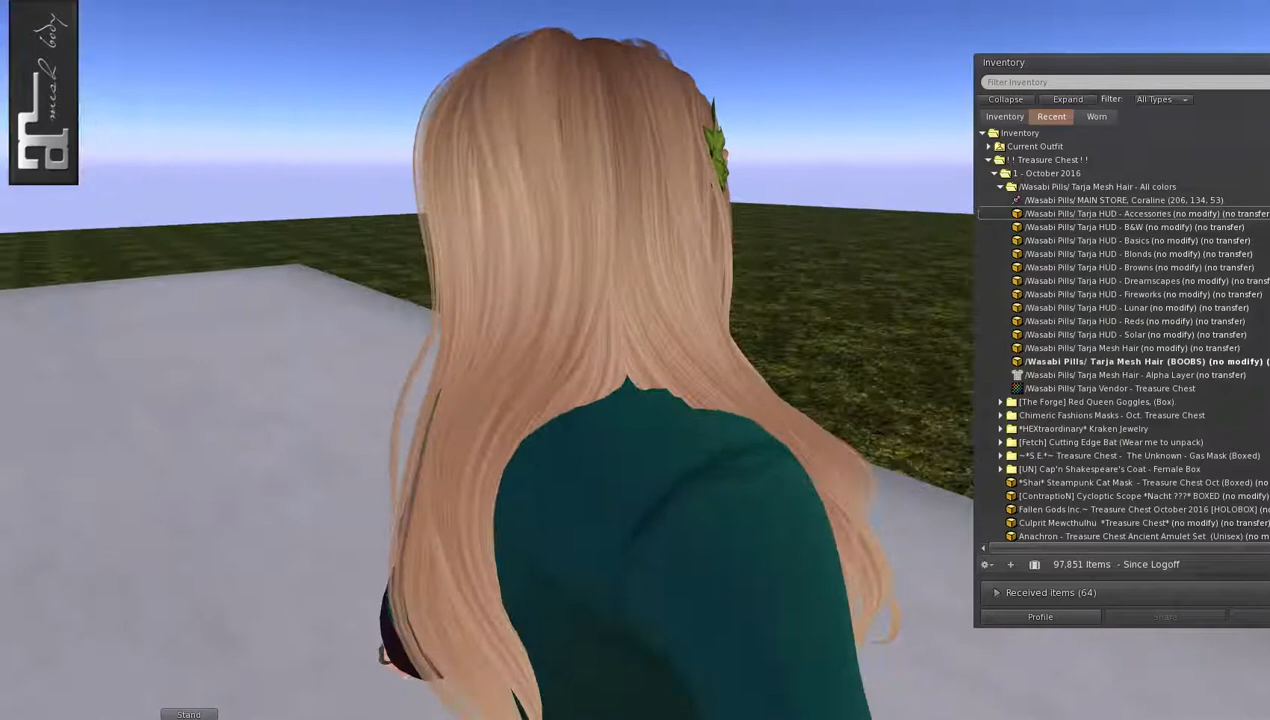 mesh body
Inventory
Filter Inventory
Collapse Expand Filter: All Types
Inventory Recent Worn
Inventory
Current Outfit
! ! Treasure Chest ! !
1 - October 2016
/Wasabi Pills/ Tarja Mesh Hair - All colors
/Wasabi Pills/ MAIN STORE, Coraline (206, 134, 53)
/Wasabi Pills/ Tarja HUD - Accessories (no modify) (no transfer
/Wasabi Pills/ Tarja HUD - B&W (no modify) (no transfer)
/Wasabi Pills/ Tarja HUD - Basics (no modify) (no transfer)
/Wasabi Pills/ Tarja HUD - Blonds (no modify) (no transfer)
/Wasabi Pills/ Tarja HUD - Browns (no modify) (no transfer)
/Wasabi Pills/ Tarja HUD - Dreamscapes (no modify) (no transfer)
/Wasabi Pills/ Tarja HUD - Fireworks (no modify) (no transfer)
/Wasabi Pills/ Tarja HUD - Lunar (no modify) (no transfer)
/Wasabi Pills/ Tarja HUD - Reds (no modify) (no transfer)
/Wasabi Pills/ Tarja HUD - Solar (no modify) (no transfer)
/Wasabi Pills/ Tarja Mesh Hair (no modify) (no transfer)
/Wasabi Pills/ Tarja Mesh Hair (BOOBS) (no modify) (
/Wasabi Pills/ Tarja Mesh Hair - Alpha Layer (no transfer)
/Wasabi Pills/ Tarja Vendor - Treasure Chest
[The Forge] Red Queen Goggles, (Box).
Chimeric Fashions Masks - Oct. Treasure Chest
*HEXtraordinary* Kraken Jewelry
[Fetch] Cutting Edge Bat (Wear me to unpack)
~*S.E.*~ Treasure Chest - The Unknown - Gas Mask (Boxed)
[UN] Cap'n Shakespeare's Coat - Female Box
*Shai* Steampunk Cat Mask - Treasure Chest Oct (Boxed) (no
[ContraptioN] Cycloptic Scope *Nacht ???* BOXED (no modify)
Fallen Gods Inc.~ Treasure Chest October 2016 [HOLOBOX] (n
Culprit Mewcthulhu *Treasure Chest* (no modify) (no transfer)
Anachron - Treasure Chest Ancient Amulet Set (Unisex) (no m
97,851 Items - Since Logoff
Received items (64)
Profile Share
Stand